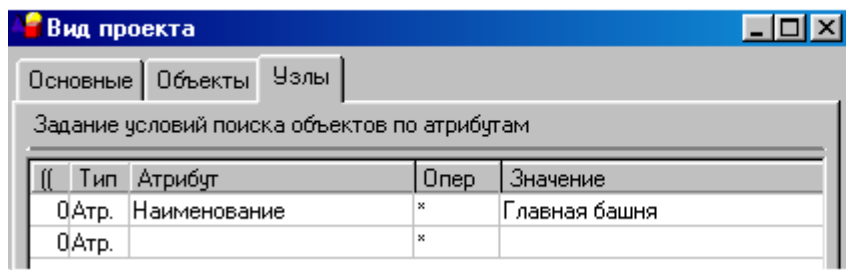 Вид проекта
Основные Объекты Узлы
Задание условий поиска объектов по атрибутам
(( Тип Атрибут Опер Значение
0 Атр. Наименование * Главная башня
0 Атр. *